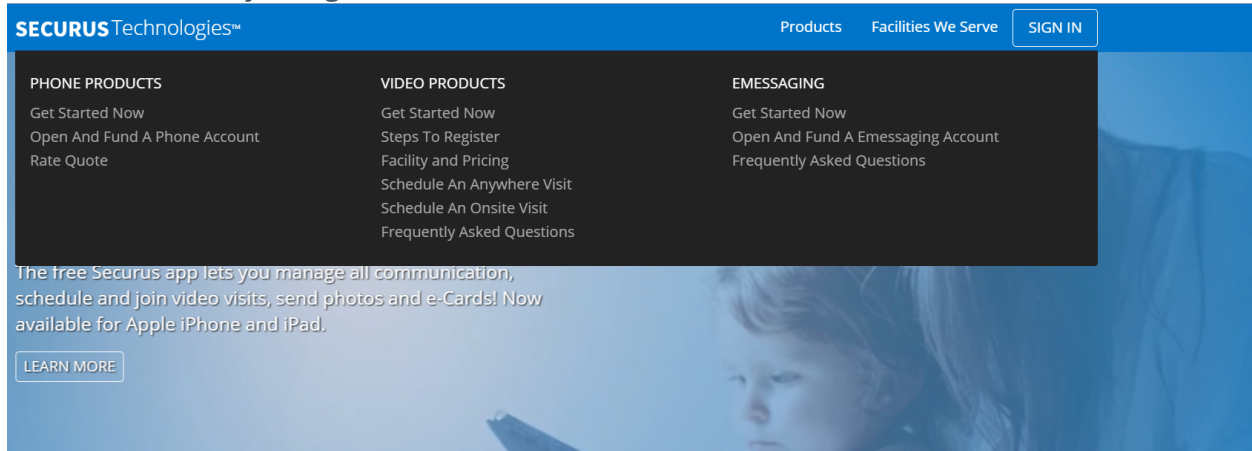 SECURUS Technologies™
Products Facilities We Serve SIGN IN
PHONE PRODUCTS
Get Started Now
Open And Fund A Phone Account
Rate Quote
VIDEO PRODUCTS
Get Started Now
Steps To Register
Facility and Pricing
Schedule An Anywhere Visit
Schedule An Onsite Visit
Frequently Asked Questions
EMESSAGING
Get Started Now
Open And Fund A Emessaging Account
Frequently Asked Questions
The free Securus app lets you manage all communication,
schedule and join video visits, send photos and e-Cards! Now
available for Apple iPhone and iPad.
LEARN MORE